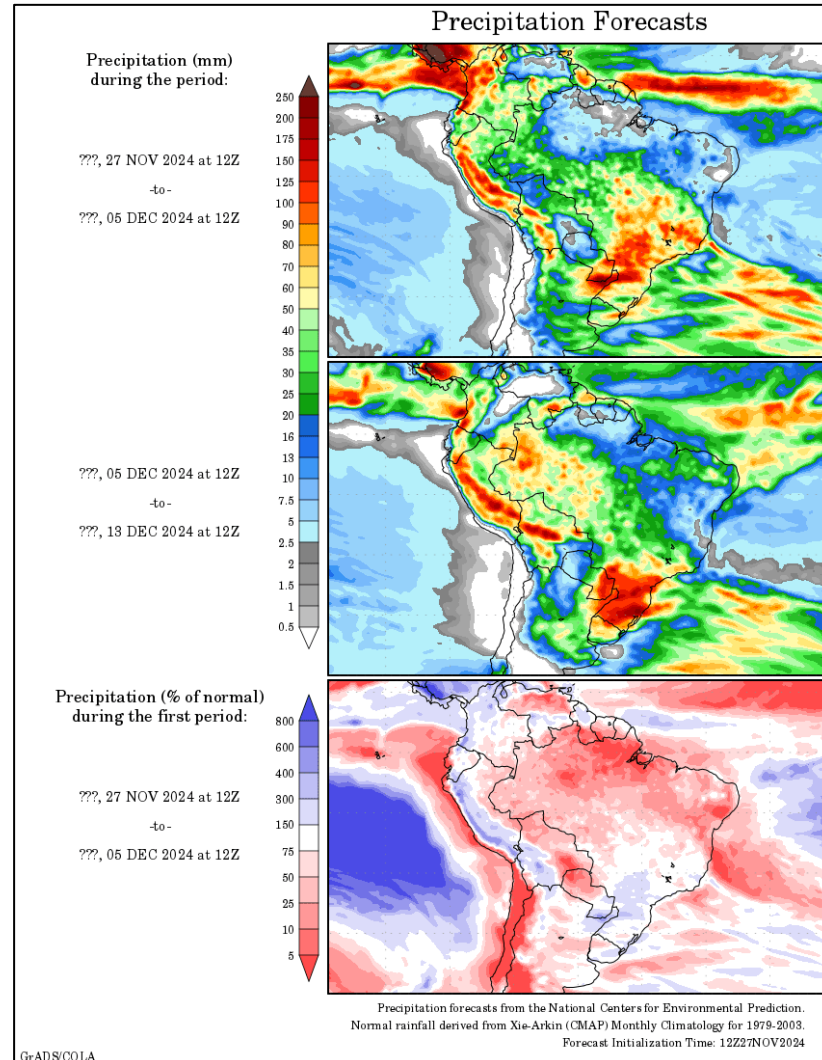 Precipitation Forecasts
Precipitation (mm)
during the period:
???, 27 NOV 2024 at 12Z
-to-
???, 05 DEC 2024 at 12Z
250
200
175
150
125
100
90
80
70
60
50
40
35
30
25
20
16
13
10
7.5
5
2.5
2
1.5
1
0.5
???, 05 DEC 2024 at 12Z
-to-
???, 13 DEC 2024 at 12Z
Precipitation (% of normal)
during the first period:
???, 27 NOV 2024 at 12Z
-to-
???, 05 DEC 2024 at 12Z
800
600
400
300
150
75
50
25
10
5
Precipitation forecasts from the National Centers for Environmental Prediction.
Normal rainfall derived from Xie-Arkin (CMAP) Monthly Climatology for 1979-2003.
Forecast Initialization Time: 12Z27NOV2024
GrADS/COLA